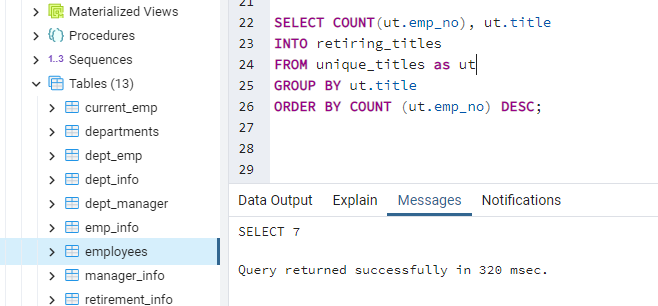 Materialized Views
Procedures
1..3 Sequences
Tables (13)
current_emp
departments
dept_emp
dept_info
dept_manager
emp_info
employees
manager_info
retirement_info
21
22 SELECT COUNT(ut.emp_no), ut.title
23 INTO retiring_titles
24 FROM unique_titles as ut
25 GROUP BY ut.title
26 ORDER BY COUNT (ut.emp_no) DESC;
27
28
29
Data Output Explain Messages Notifications
SELECT 7
Query returned successfully in 320 msec.